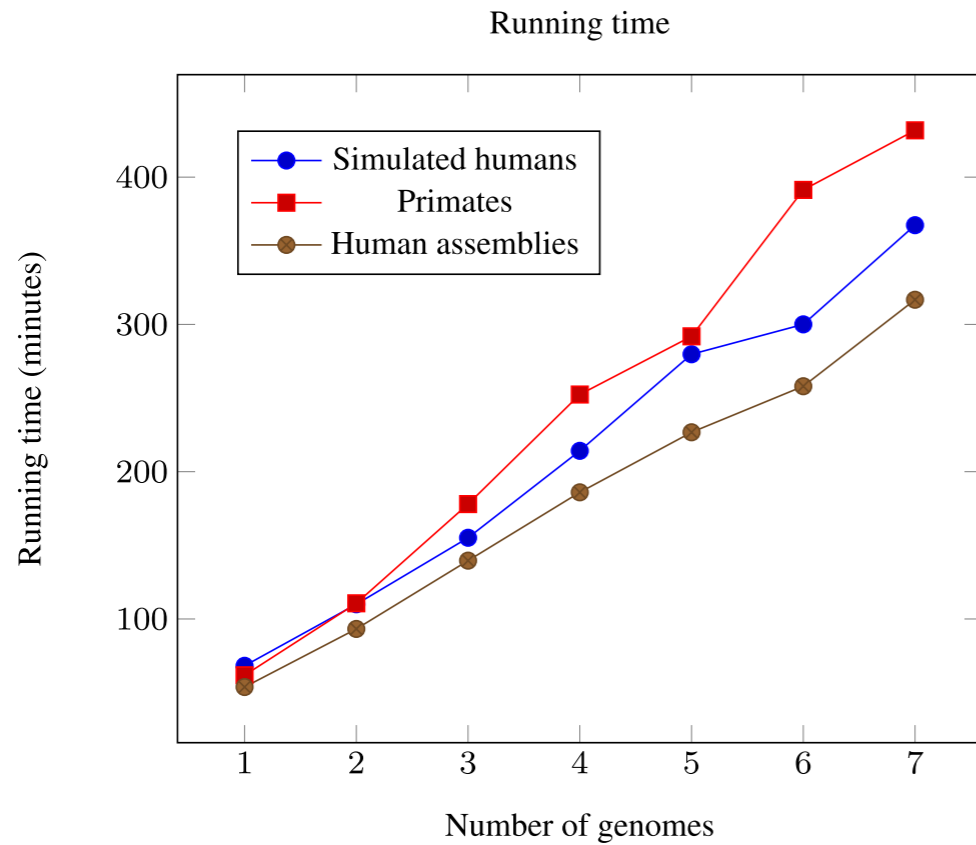 Running time
Simulated humans
Primates
Human assemblies
400
300
200
100
Running time (minutes)
1 2 3 4 5 6 7
Number of genomes